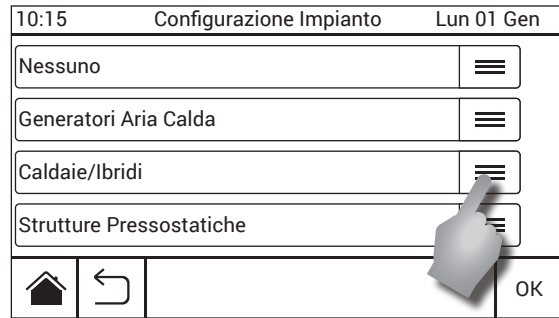 10:15 Configurazione Impianto Lun 01 Gen
Nessuno
Generatori Aria Calda
Caldaie/Ibridi
Strutture Pressostatiche
OK